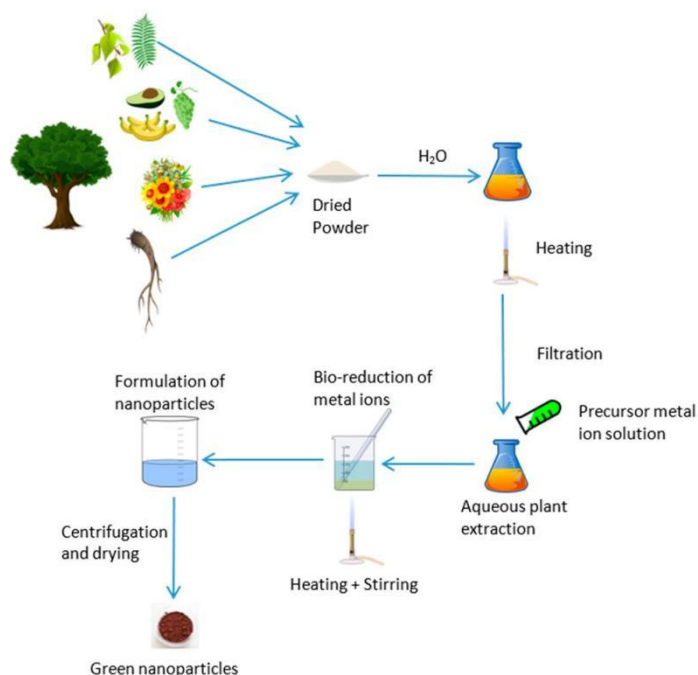 H₂O
Dried
Powder
Heating
Filtration
Precursor metal
ion solution
Aqueous plant
extraction
Bio-reduction of
metal ions
Heating + Stirring
Formulation of
nanoparticles
Centrifugation
and drying
Green nanoparticles